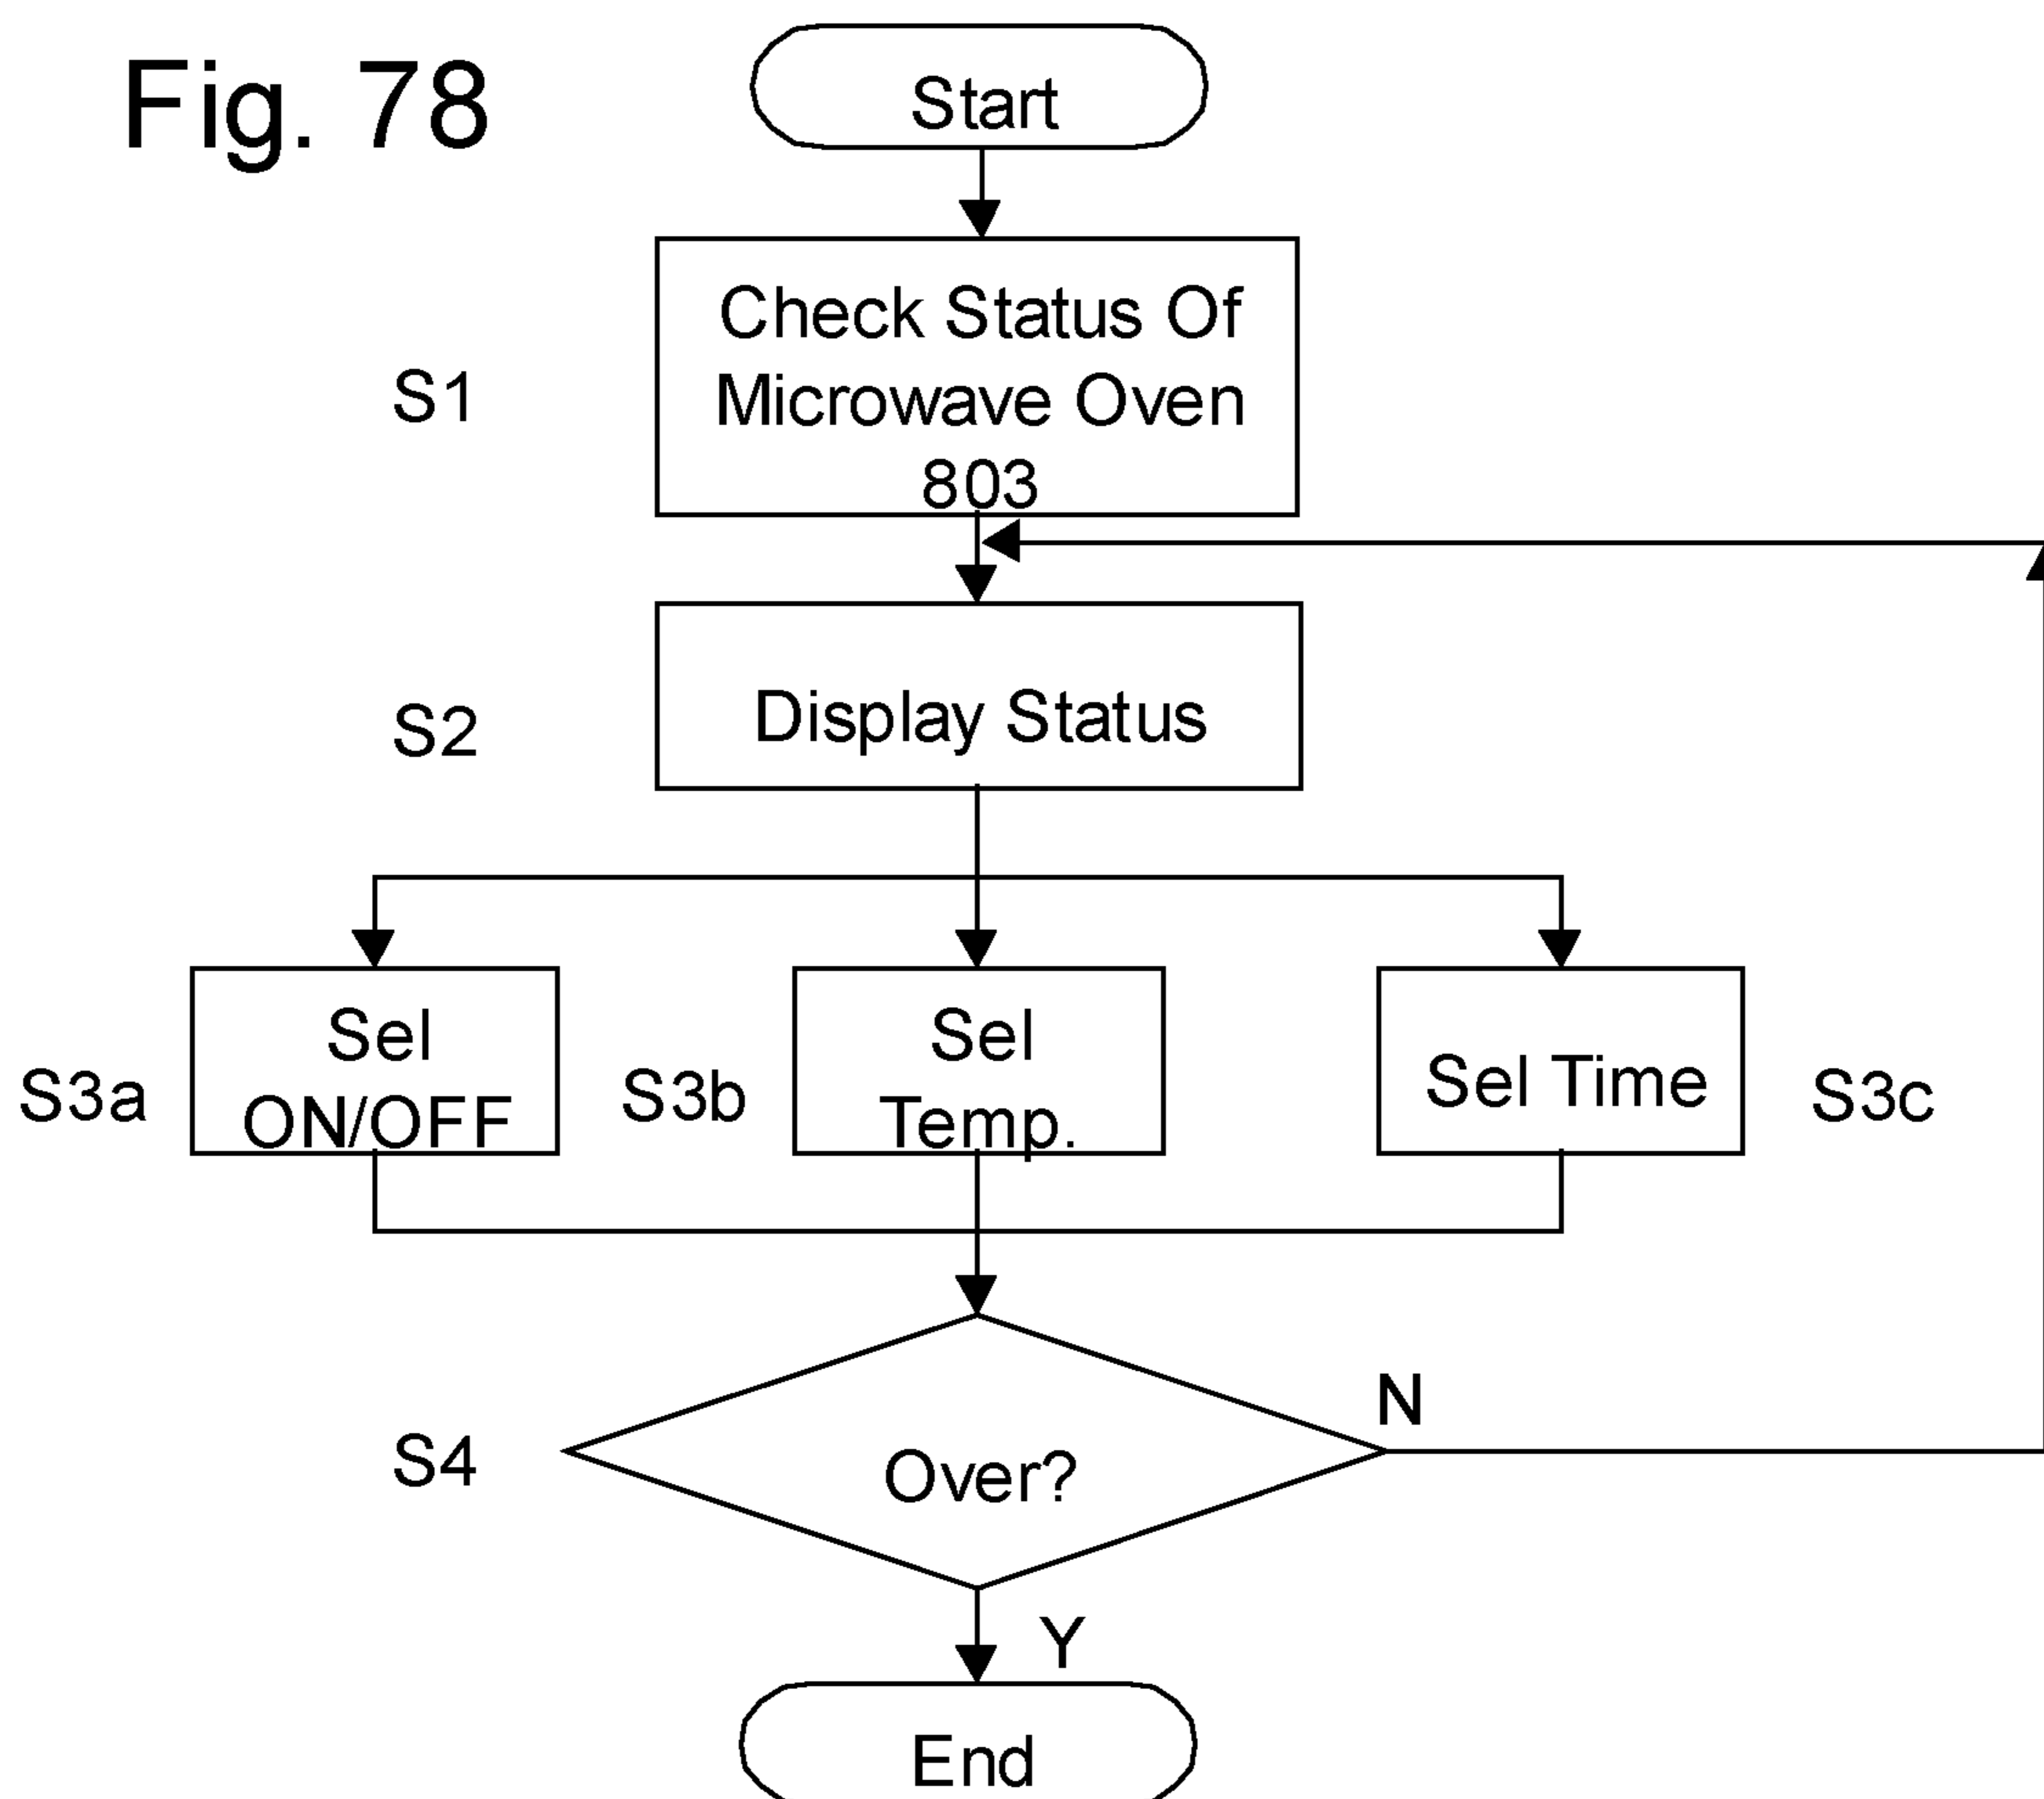 Fig. 78
Start
S1
Check Status Of
Microwave Oven
803
S2
Display Status
S3a
Sel
ON/OFF
S3b
Sel
Temp.
Sel Time
S3c
S4
Over?
N
Y
End